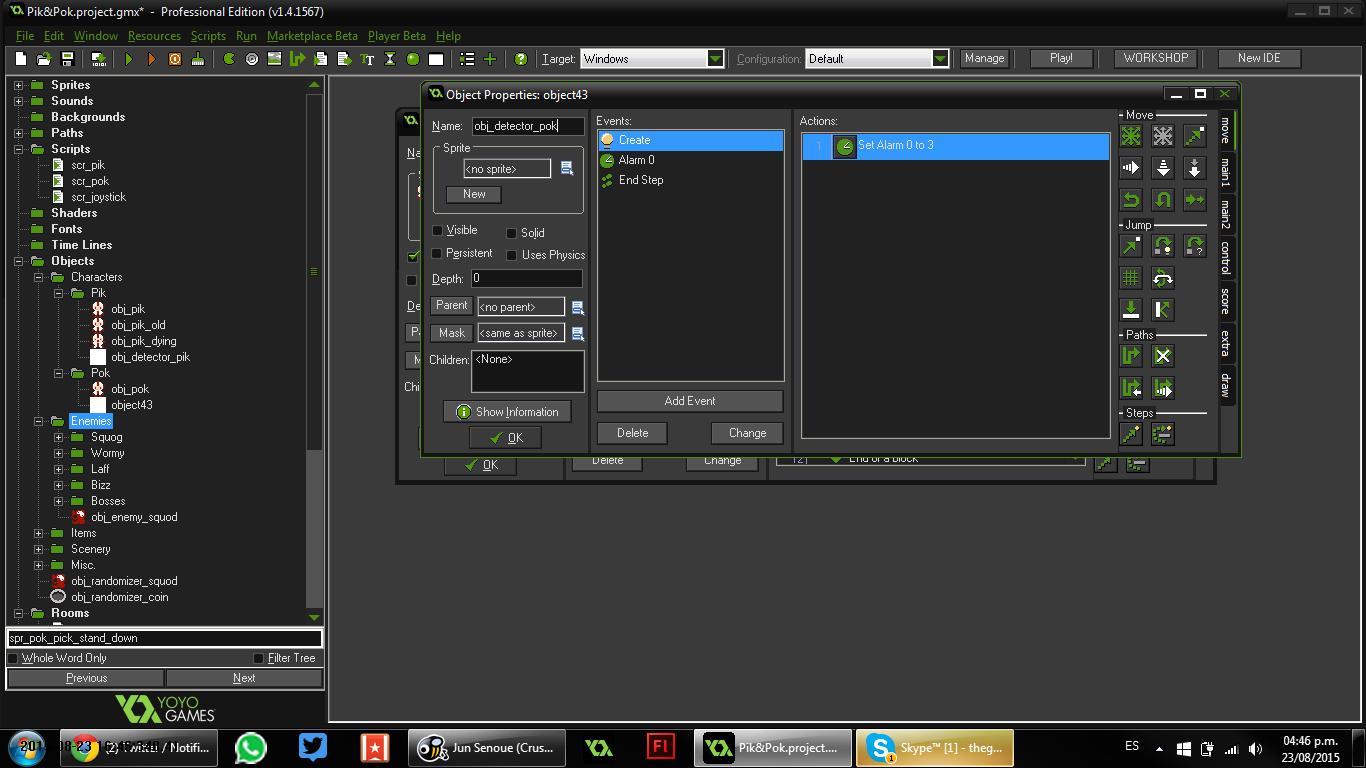 Pik&Pok.project.gmx* - Professional Edition (v1.4.1567)
File Edit Window Resources Scripts Run Marketplace Beta Player Beta Help
Target: Windows Configuration: Default Manage Play! WORKSHOP New IDE
Sprites
Sounds
Backgrounds
Paths
Scripts
scr_pik
scr_pok
scr_joystick
Shaders
Fonts
Time Lines
Objects
Characters
Pik
obj_pik
obj_pik_old
obj_pik_dying
obj_detector_pik
Pok
obj_pok
object43
Enemies
Squog
Wormy
Laff
Bizz
Bosses
obj_enemy_squod
Items
Scenery
Misc.
obj_randomizer_squod
obj_randomizer_coin
Rooms
spr_pok_pick_stand_down
Whole Word Only Filter Tree
Previous Next
YOYO
GAMES
Object Properties: object43
Name: obj_detector_pok
Sprite
<no sprite>
New
Visible Solid
Persistent Uses Physics
Depth: 0
Parent <no parent>
Mask <same as sprite>
Children: <None>
Show Information
OK
Events:
Create
Alarm 0
End Step
Add Event
Delete Change
Actions:
1 Set Alarm 0 to 3
Move
Jump
Paths
Steps
move
main1
main2
control
score
extra
draw
OK
Delete Change
End of a block
(2) Twitter / Notifi...
Jun Senoue (Crus...
Pik&Pok.project....
Skype™ [1] - theg...
1
ES
04:46 p.m.
23/08/2015